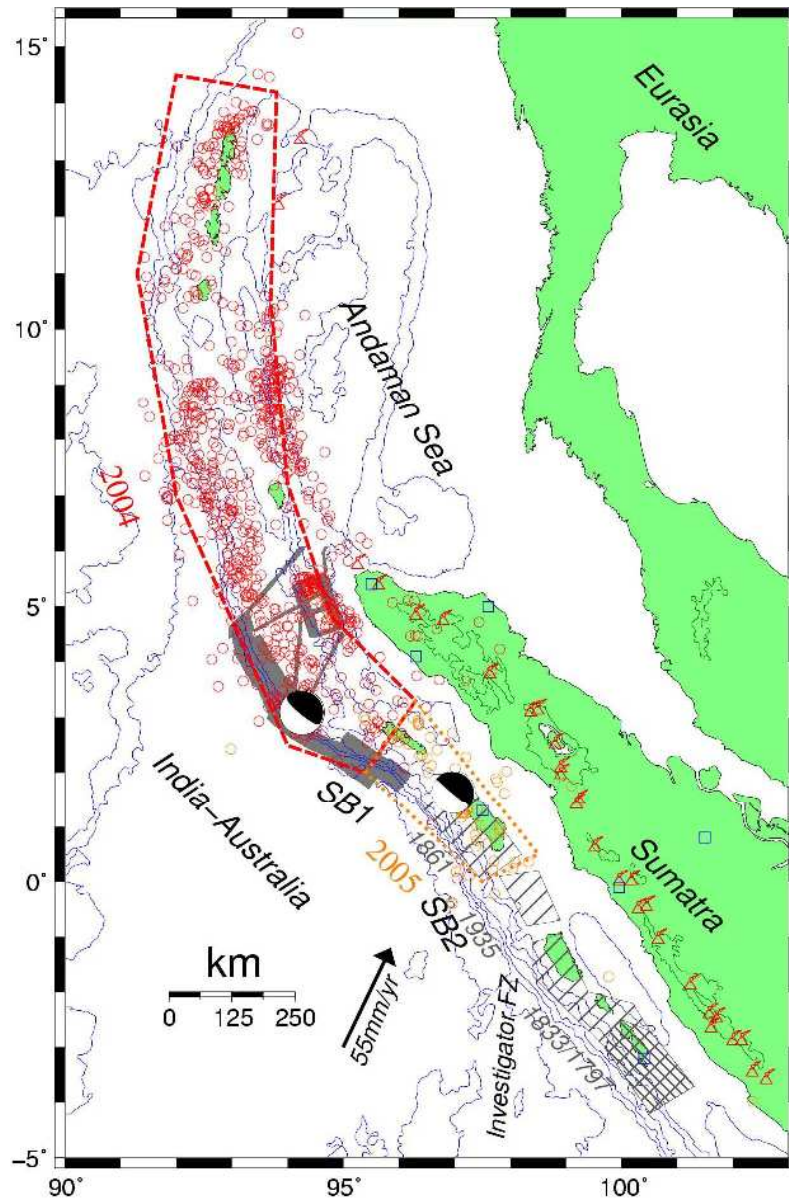 15°
Eurasia
10°
Andaman Sea
2004
5°
SB1
India-Australia
1861
2005
Sumatra
0°
SB2
1935
km
0 125 250
55mm/yr
Investigator FZ
1833/1797
-5°
90° 95° 100°